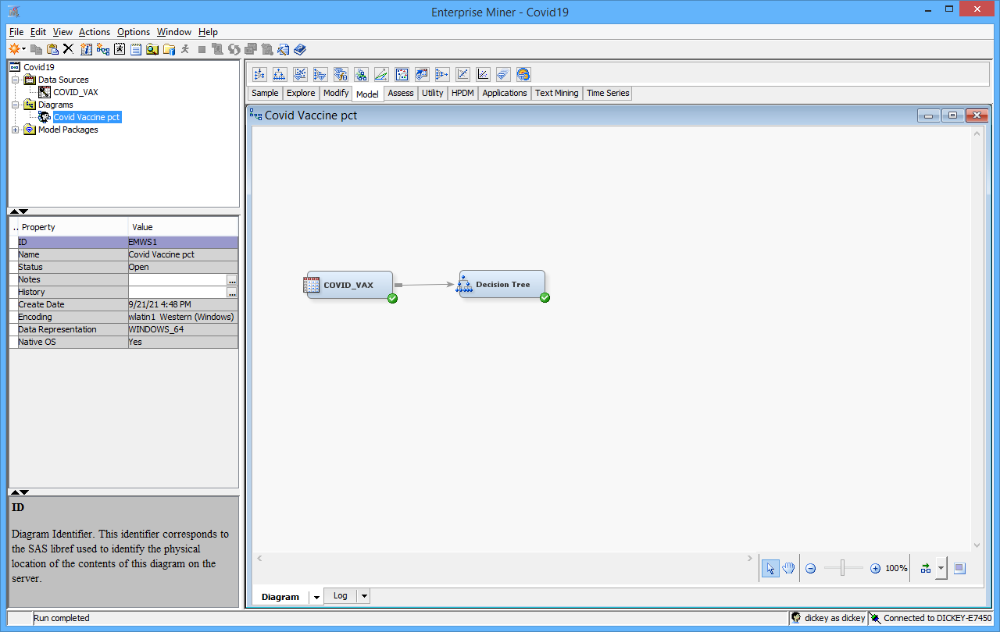 Enterprise Miner - Covid19
File Edit View Actions Options Window Help
Covid19
Data Sources
COVID_VAX
Diagrams
Covid Vaccine pct
Model Packages
.. Property Value
ID EMWS1
Name Covid Vaccine pct
Status Open
Notes ...
History ...
Create Date 9/21/21 4:48 PM
Encoding wlatin1 Western (Windows)
Data Representation WINDOWS_64
Native OS Yes
ID
Diagram Identifier. This identifier corresponds to
the SAS libref used to identify the physical
location of the contents of this diagram on the
server.
Sample Explore Modify Model Assess Utility HPDM Applications Text Mining Time Series
Covid Vaccine pct
COVID_VAX Decision Tree
100%
Diagram Log
Run completed dickey as dickey Connected to DICKEY-E7450